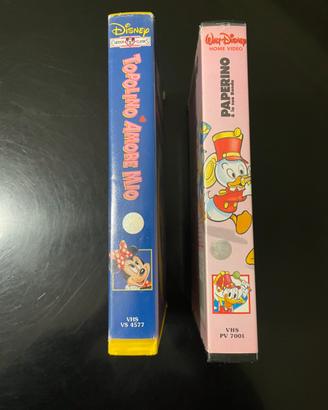 Disney
TOPOLINO AMORE MIO
VHS
VS 4577
Walt Disney
HOME VIDEO
PAPERINO
VHS
PV 7001